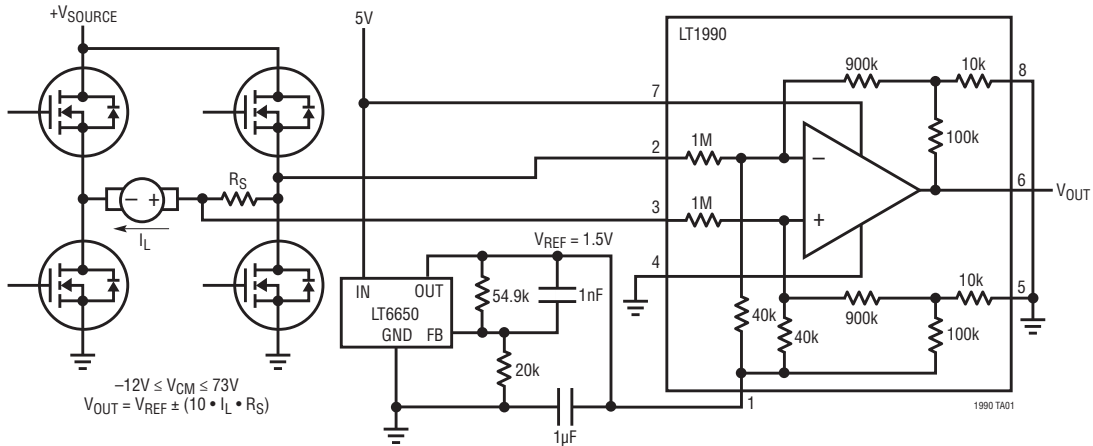 +VSOURCE
5V
LT1990
900k
10k
8
7
100k
1M
2
RS
− +
IL
−
6
VOUT
3
1M
+
VREF = 1.5V
4
IN OUT
54.9k
1nF
LT6650
GND FB
10k
5
900k
40k
40k
100k
20k
–12V ≤ VCM ≤ 73V
VOUT = VREF ± (10 • IL • RS)
1µF
1
1990 TA01